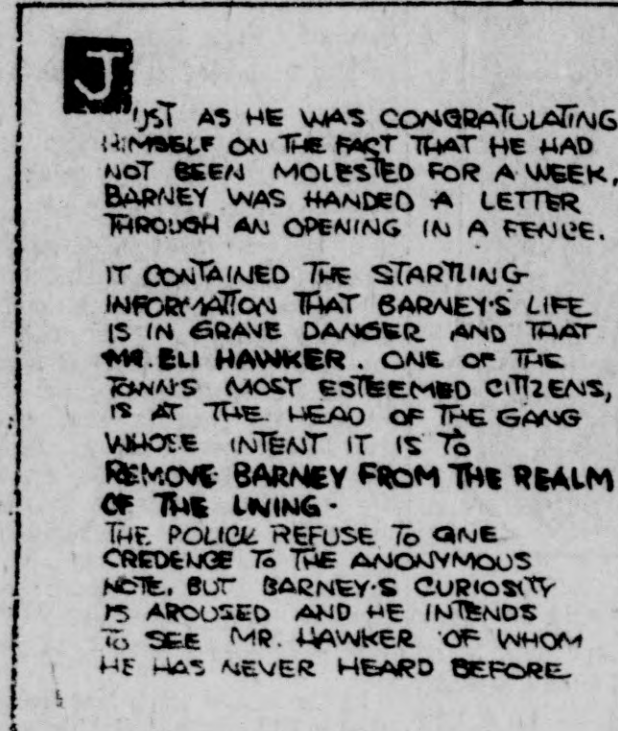 JUST AS HE WAS CONGRATULATING
HIMSELF ON THE FACT THAT HE HAD
NOT BEEN MOLESTED FOR A WEEK,
BARNEY WAS HANDED A LETTER
THROUGH AN OPENING IN A FENCE.
IT CONTAINED THE STARTLING
INFORMATION THAT BARNEY'S LIFE
IS IN GRAVE DANGER AND THAT
MR. ELI HAWKER. ONE OF THE
TOWN'S MOST ESTEEMED CITIZENS,
IS AT THE HEAD OF THE GANG
WHOSE INTENT IT IS TO
REMOVE BARNEY FROM THE REALM
OF THE LIVING.
THE POLICE REFUSE TO GIVE
CREDENCE TO THE ANONYMOUS
NOTE, BUT BARNEY'S CURIOSITY
IS AROUSED AND HE INTENDS
TO SEE MR. HAWKER OF WHOM
HE HAS NEVER HEARD BEFORE